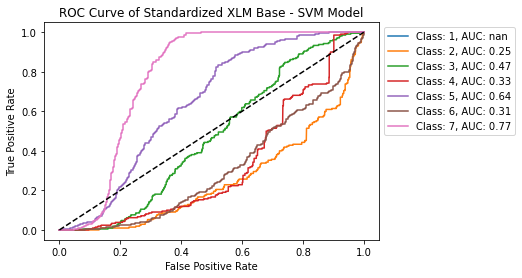 ROC Curve of Standardized XLM Base - SVM Model
1.0
0.8
0.6
0.4
0.2
0.0
True Positive Rate
0.0 0.2 0.4 0.6 0.8 1.0
False Positive Rate
Class: 1, AUC: nan
Class: 2, AUC: 0.25
Class: 3, AUC: 0.47
Class: 4, AUC: 0.33
Class: 5, AUC: 0.64
Class: 6, AUC: 0.31
Class: 7, AUC: 0.77